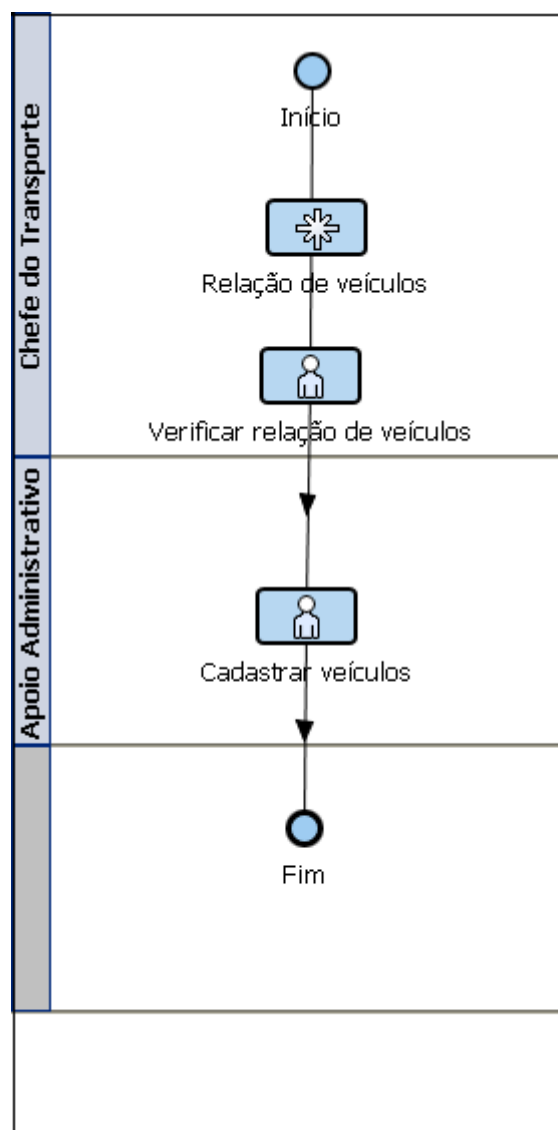 Chefe do Transporte
Início
Relação de veículos
Verificar relação de veículos
Apoio Administrativo
Cadastrar veículos
Fim